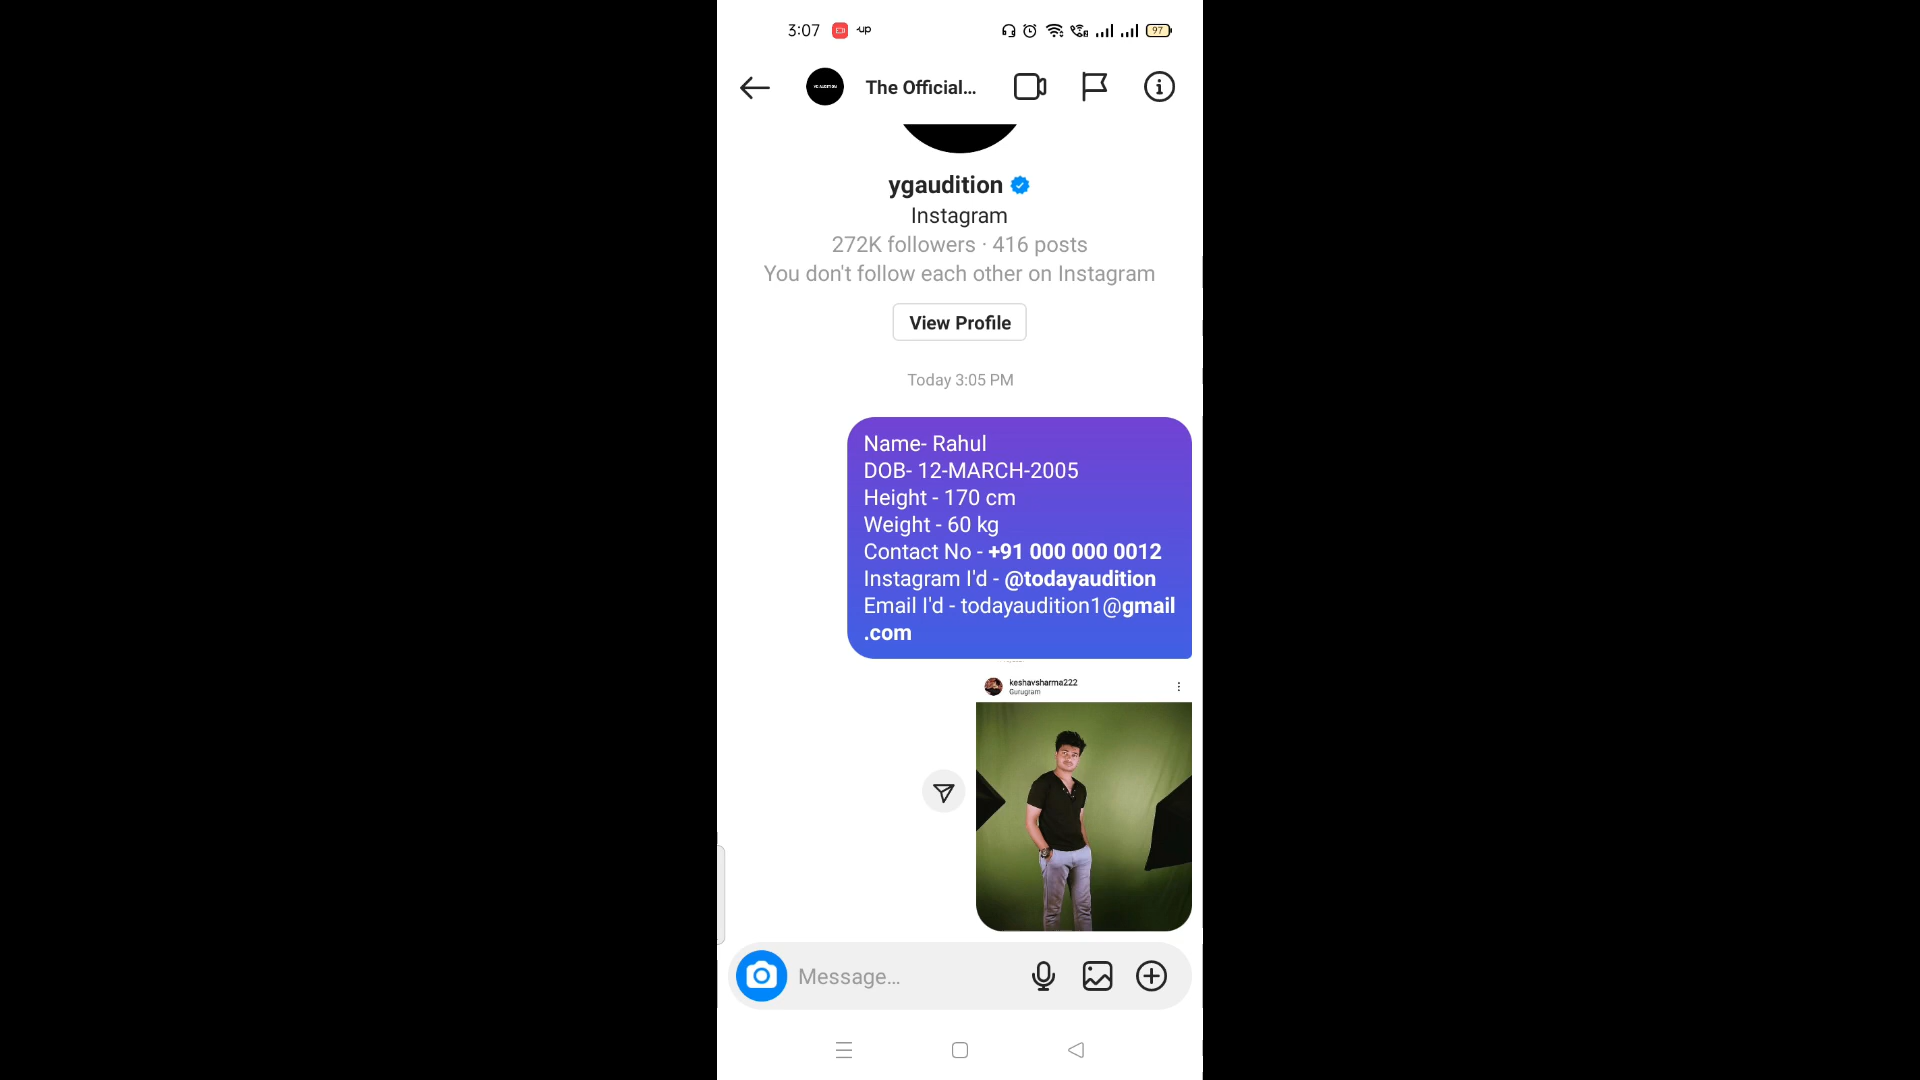 3:07 up 97
The Official...
ygaudition
Instagram
272K followers · 416 posts
You don't follow each other on Instagram
View Profile
Today 3:05 PM
Name- Rahul
DOB- 12-MARCH-2005
Height - 170 cm
Weight - 60 kg
Contact No - +91 000 000 0012
Instagram I'd - @todayaudition
Email I'd - todayaudition1@gmail
.com
keshavsharma222
Gurugram
Message...